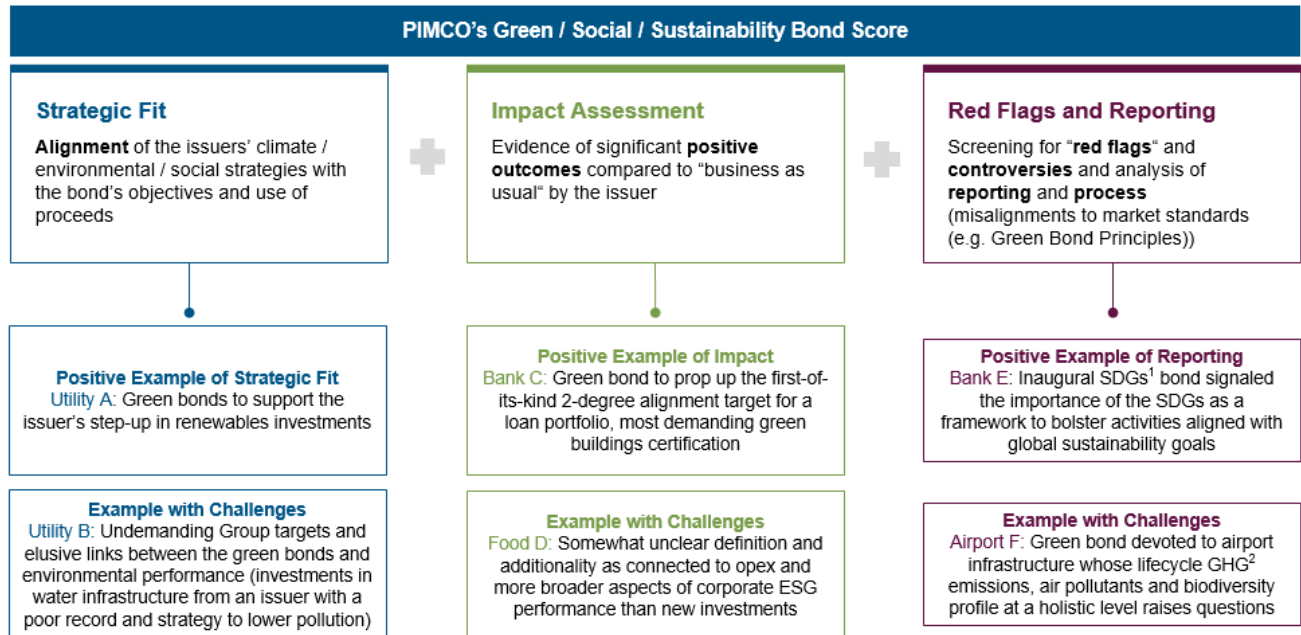 PIMCO's Green / Social / Sustainability Bond Score
Strategic Fit
Alignment of the issuers' climate /
environmental / social strategies with
the bond's objectives and use of
proceeds
Impact Assessment
Evidence of significant positive
outcomes compared to “business as
usual“ by the issuer
Red Flags and Reporting
Screening for “red flags“ and
controversies and analysis of
reporting and process
(misalignments to market standards
(e.g. Green Bond Principles))
Positive Example of Strategic Fit
Utility A: Green bonds to support the
issuer's step-up in renewables investments
Positive Example of Impact
Bank C: Green bond to prop up the first-of-
its-kind 2-degree alignment target for a
loan portfolio, most demanding green
buildings certification
Positive Example of Reporting
Bank E: Inaugural SDGs¹ bond signaled
the importance of the SDGs as a
framework to bolster activities aligned with
global sustainability goals
Example with Challenges
Utility B: Undemanding Group targets and
elusive links between the green bonds and
environmental performance (investments in
water infrastructure from an issuer with a
poor record and strategy to lower pollution)
Example with Challenges
Food D: Somewhat unclear definition and
additionality as connected to opex and
more broader aspects of corporate ESG
performance than new investments
Example with Challenges
Airport F: Green bond devoted to airport
infrastructure whose lifecycle GHG²
emissions, air pollutants and biodiversity
profile at a holistic level raises questions